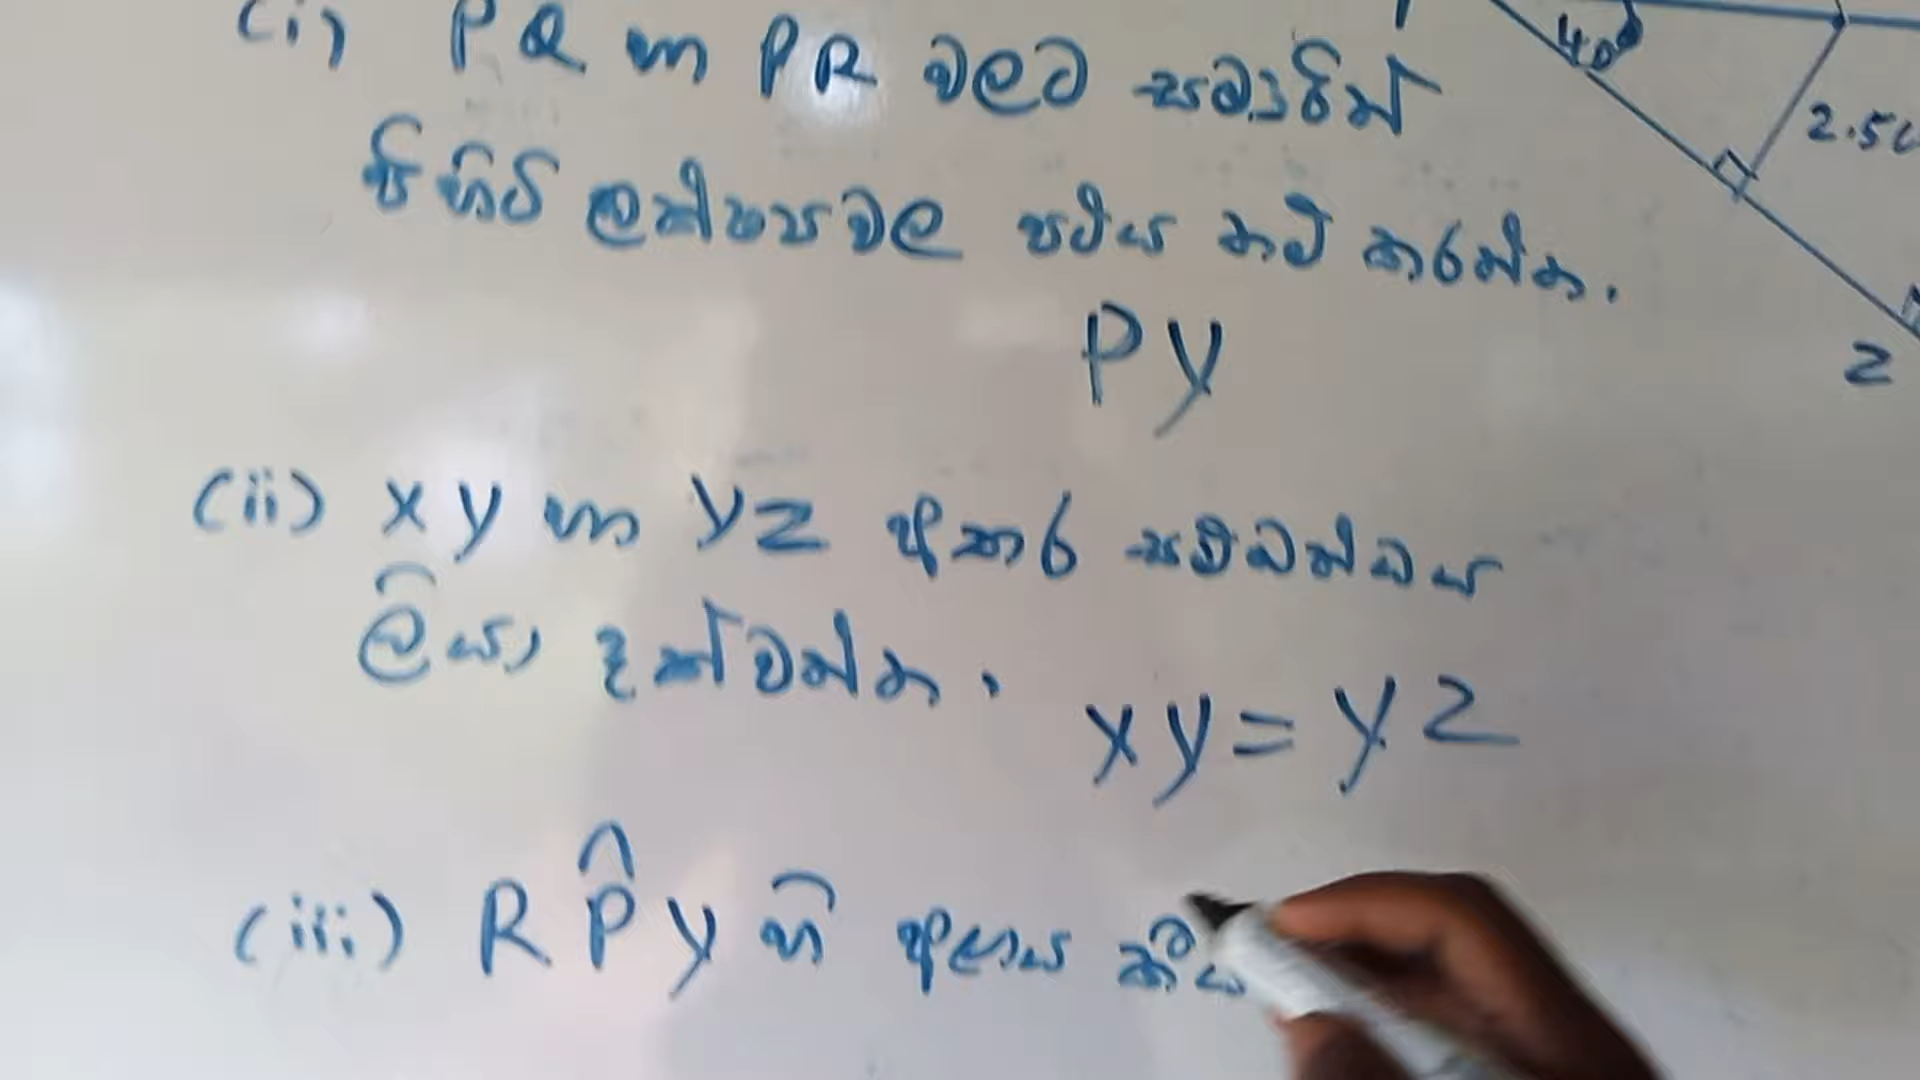 (i) PQ හා PR වලට සමදුරින්
පිහිටි ලක්ෂ්‍යවල පථය නම් කරන්න.
PY
(ii) XY හා YZ අතර සම්බන්ධය
ලියා දක්වන්න.
XY = YZ
(iii) RP̂Y හි අගය කීය
40°
2.5
Z